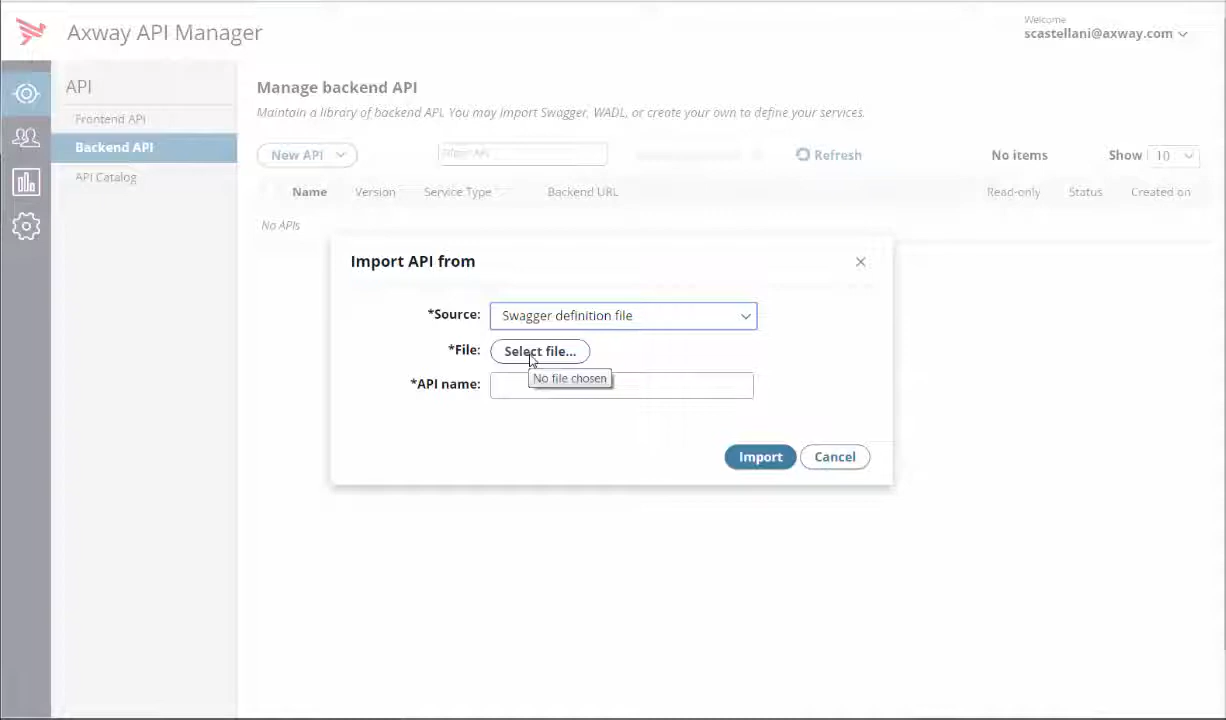 Axway API Manager
Welcome
scastellani@axway.com
API
Frontend API
Backend API
API Catalog
Manage backend API
Maintain a library of backend API. You may import Swagger, WADL, or create your own to define your services.
New API
Filter API
Refresh
No items
Show 10
Name Version Service Type Backend URL Read-only Status Created on
No APIs
Import API from
*Source: Swagger definition file
*File: Select file...
No file chosen
*API name:
Import Cancel